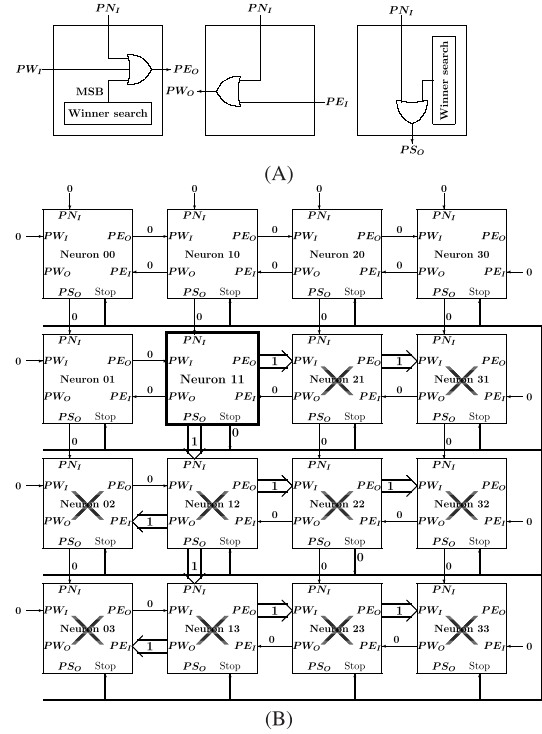 PN_I PN_I PN_I
PW_I PE_O PW_O PE_I
MSB
Winner search
Winner search
PS_O
(A)
0 0 0 0
PN_I PN_I PN_I PN_I
0 PW_I PE_O 0 PW_I PE_O 0 PW_I PE_O 0 PW_I PE_O
Neuron 00 Neuron 10 Neuron 20 Neuron 30
PW_O PE_I 0 PW_O PE_I 0 PW_O PE_I 0 PW_O PE_I 0
PS_O Stop PS_O Stop PS_O Stop PS_O Stop
0 0 0 0
PN_I PN_I PN_I PN_I
0 PW_I PE_O 0 PW_I PE_O 1 PW_I PE_O 1 PW_I PE_O
Neuron 01 Neuron 11 Neuron 21 Neuron 31
PW_O PE_I 0 PW_O PE_I 0 PW_O PE_I 0 PW_O PE_I 0
PS_O Stop PS_O Stop PS_O Stop PS_O Stop
0 1 0 0 0
PN_I PN_I PN_I PN_I
0 PW_I PE_O 0 PW_I PE_O 1 PW_I PE_O 1 PW_I PE_O
Neuron 02 Neuron 12 Neuron 22 Neuron 32
PW_O PE_I 1 PW_O PE_I 0 PW_O PE_I 0 PW_O PE_I 0
PS_O Stop PS_O Stop PS_O Stop PS_O Stop
0 1 0 0 0
PN_I PN_I PN_I PN_I
0 PW_I PE_O 0 PW_I PE_O 1 PW_I PE_O 1 PW_I PE_O
Neuron 03 Neuron 13 Neuron 23 Neuron 33
PW_O PE_I 1 PW_O PE_I 0 PW_O PE_I 0 PW_O PE_I 0
PS_O Stop PS_O Stop PS_O Stop PS_O Stop
(B)